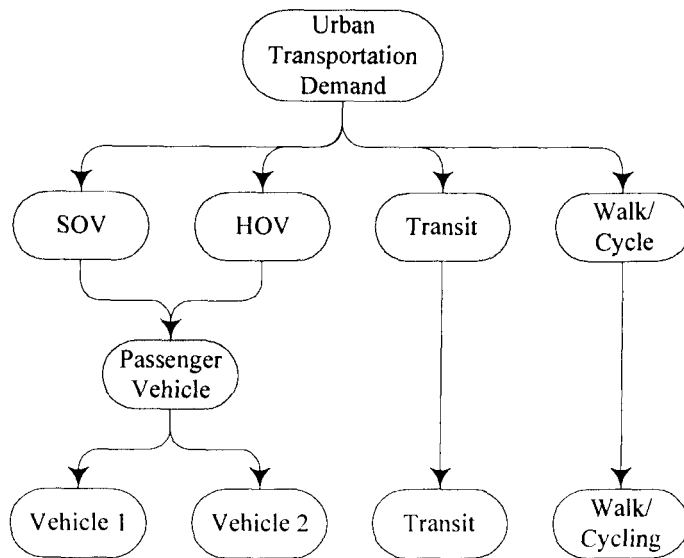 Urban
Transportation
Demand
SOV
HOV
Transit
Walk/
Cycle
Passenger
Vehicle
Vehicle 1
Vehicle 2
Transit
Walk/
Cycling